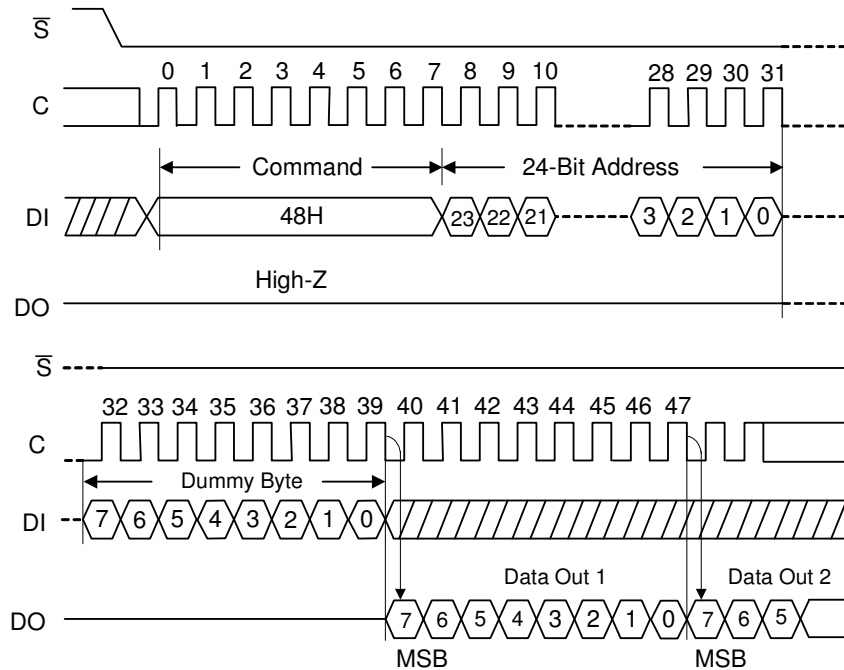 S
0 1 2 3 4 5 6 7 8 9 10 28 29 30 31
C
Command 24-Bit Address
DI 48H 23 22 21 3 2 1 0
High-Z
DO
S
32 33 34 35 36 37 38 39 40 41 42 43 44 45 46 47
C
Dummy Byte
DI 7 6 5 4 3 2 1 0
Data Out 1 Data Out 2
DO 7 6 5 4 3 2 1 0 7 6 5
MSB MSB